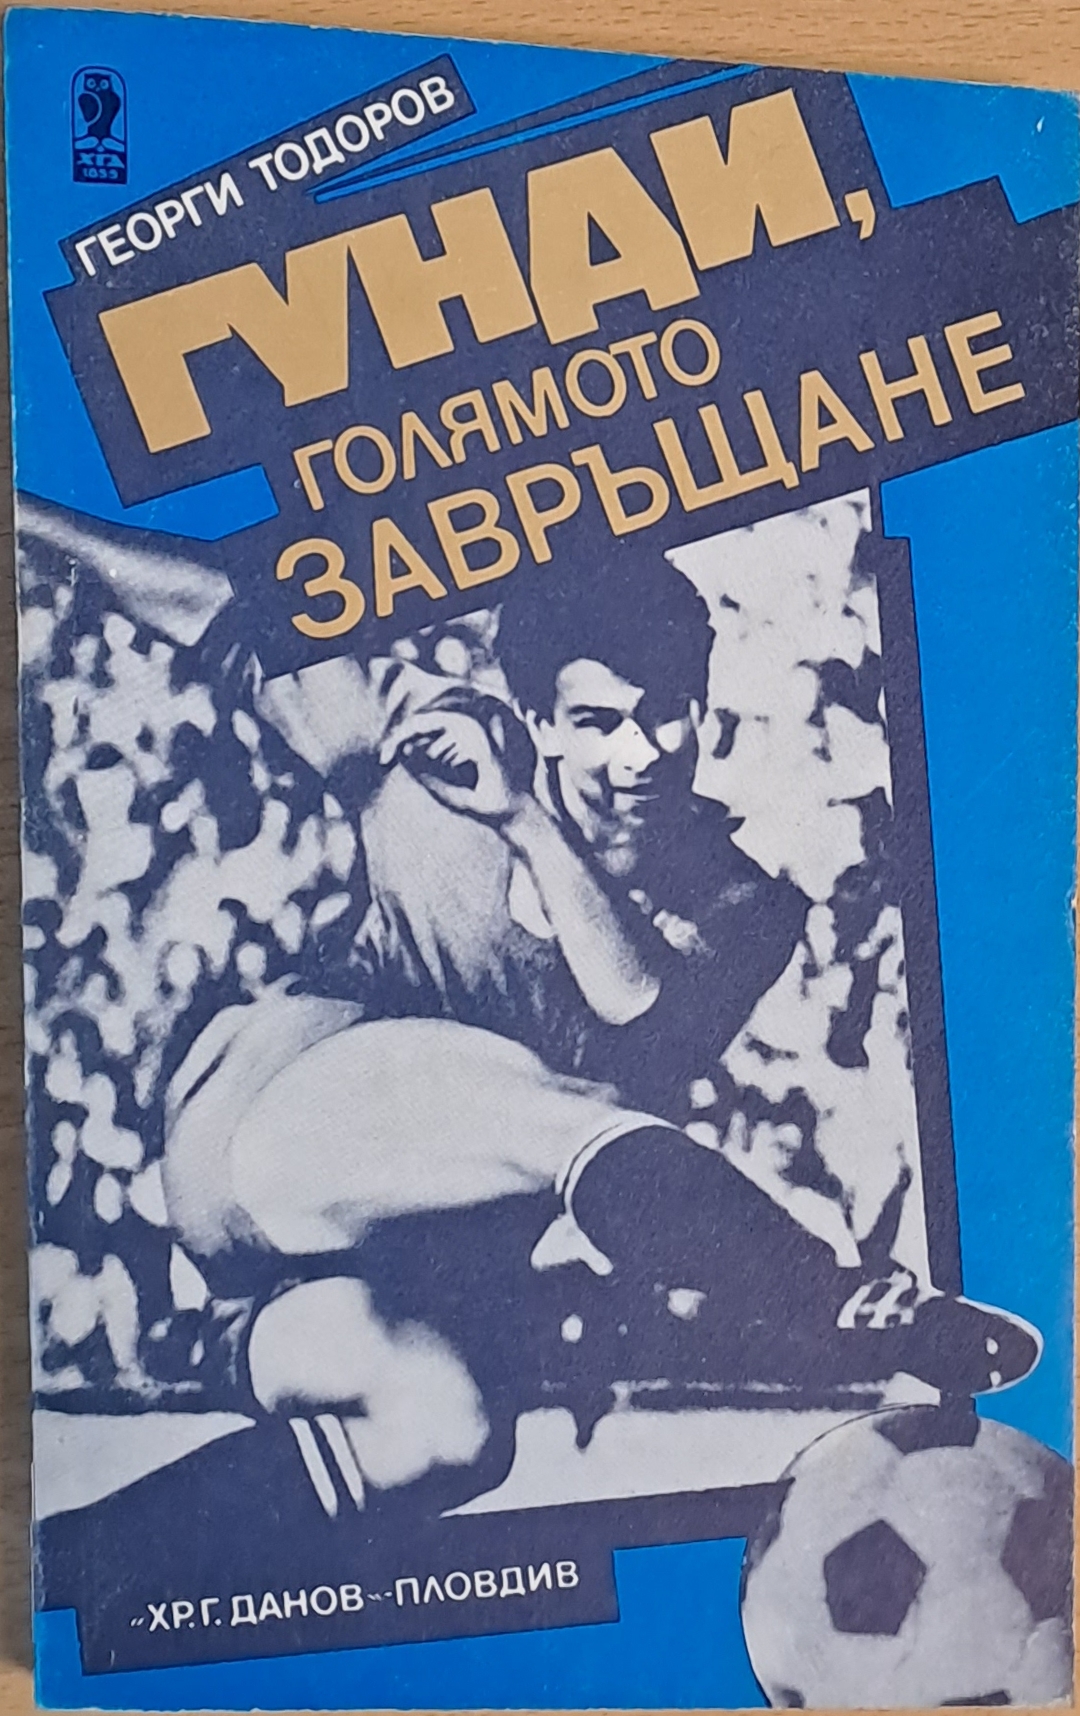 ХГД
1855
ГЕОРГИ ТОДОРОВ
ГУНДИ,
ГОЛЯМОТО
ЗАВРЪЩАНЕ
„ХР. Г. ДАНОВ“ - ПЛОВДИВ